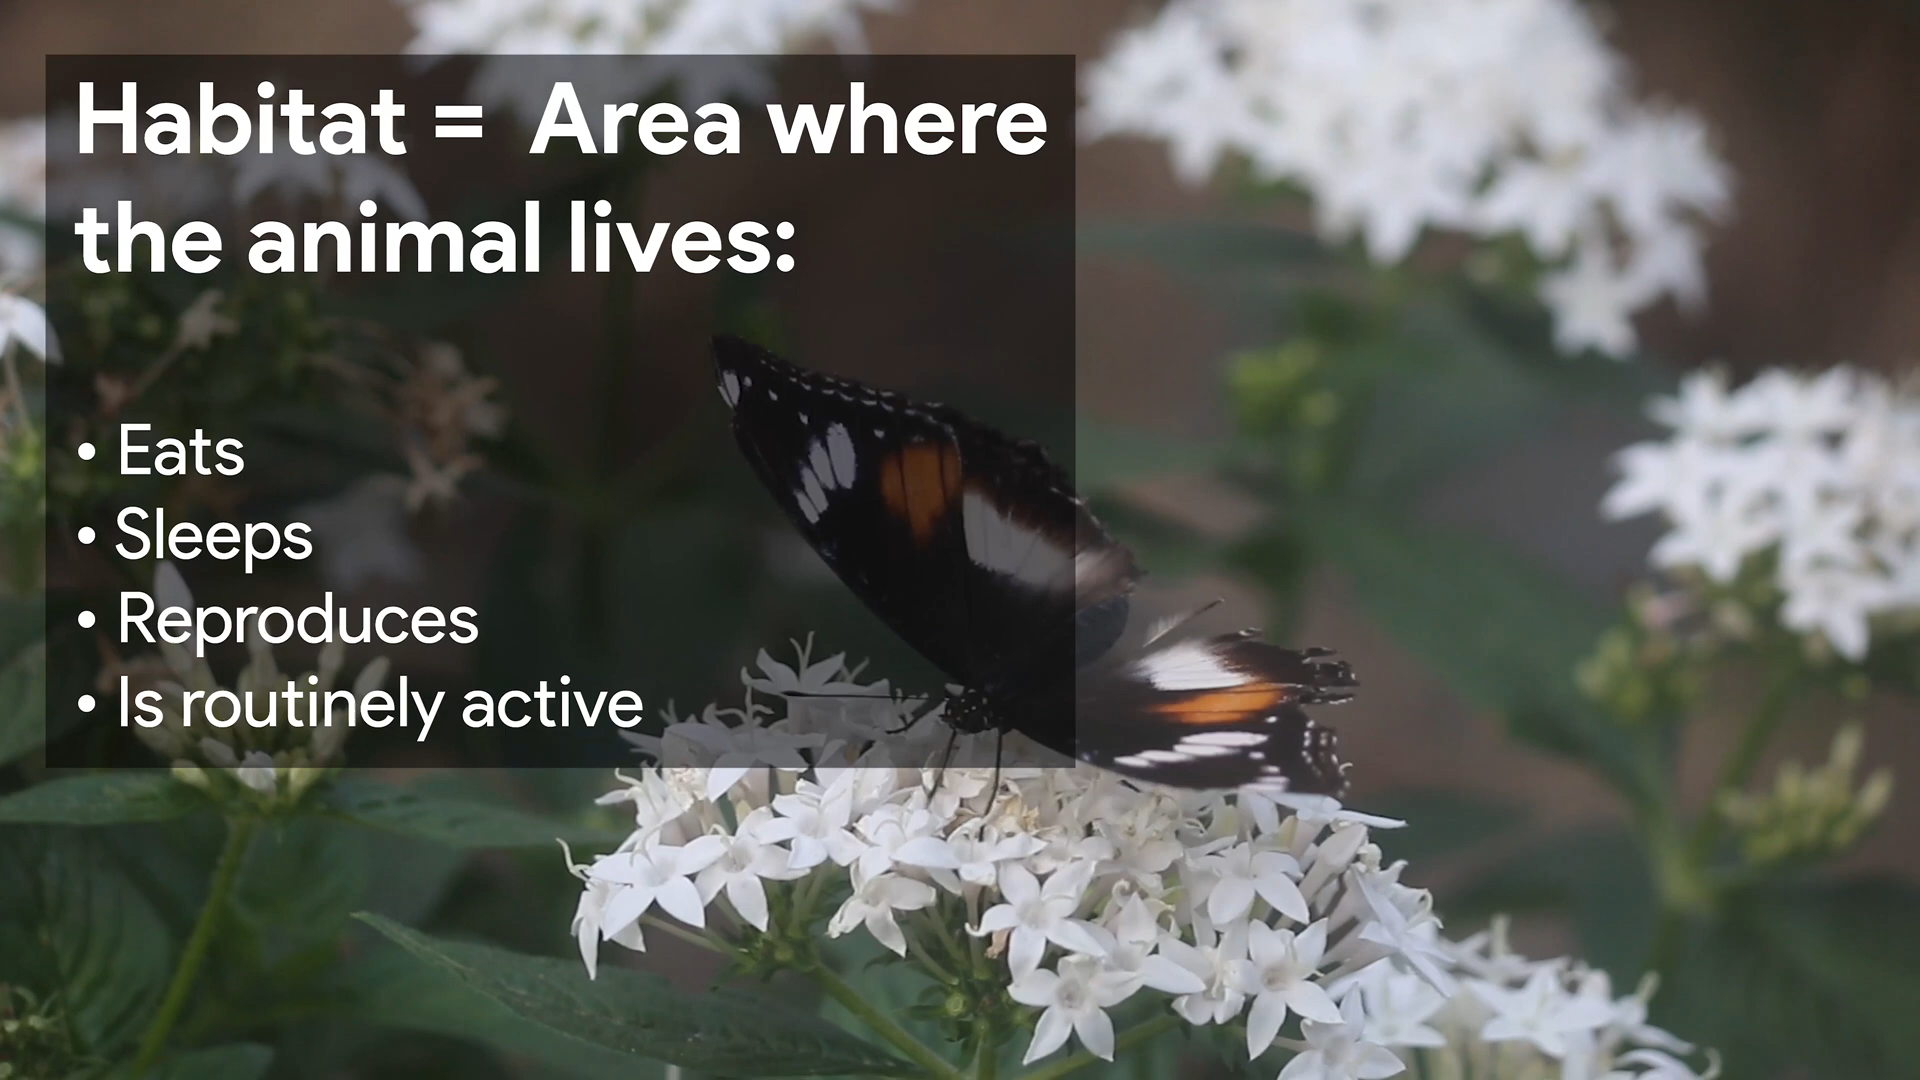 Habitat = Area where
the animal lives:
• Eats
• Sleeps
• Reproduces
• Is routinely active